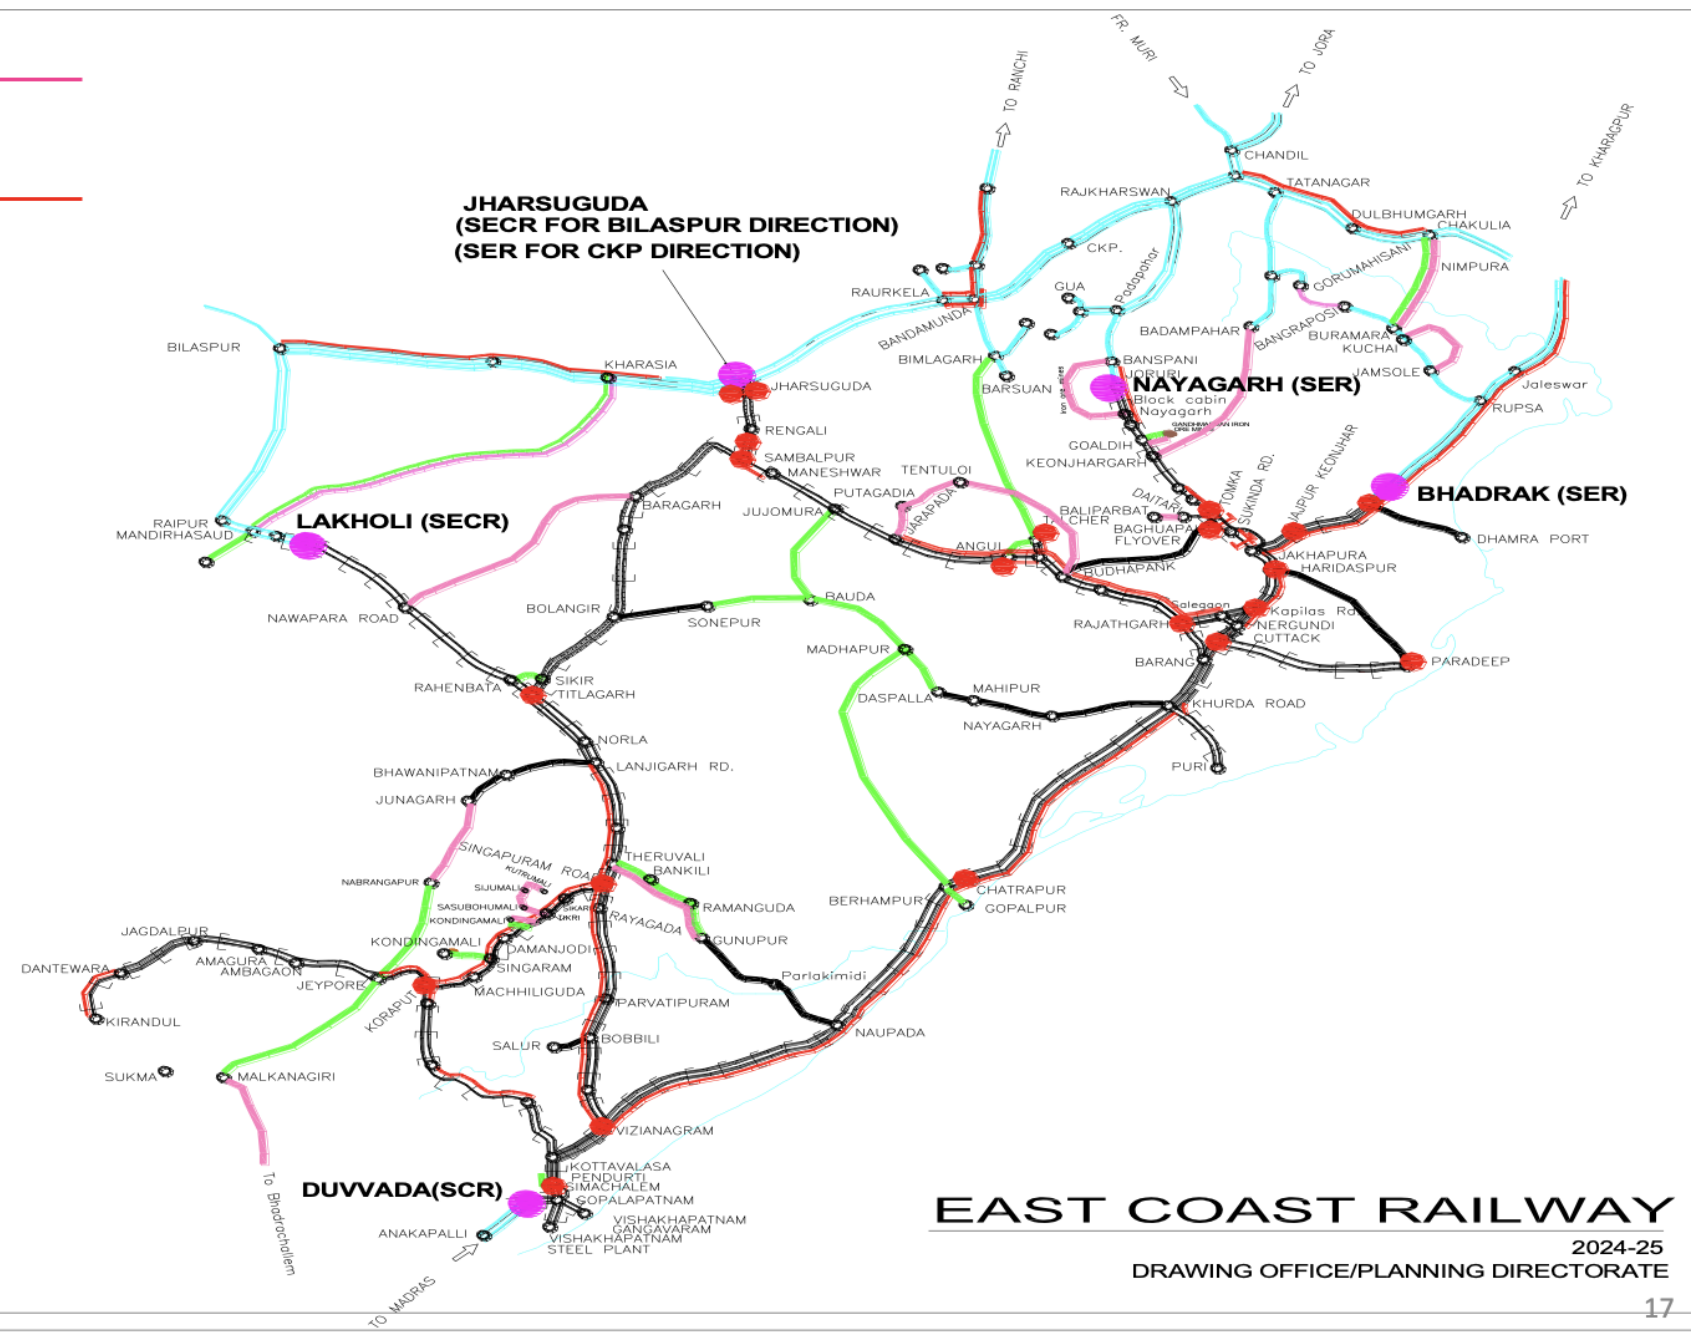 FR. MURI
TO JORA
TO RANCHI
TO KHARAGPUR
CHANDIL
RAJKHARSWAN
TATANAGAR
JHARSUGUDA
(SECR FOR BILASPUR DIRECTION)
(SER FOR CKP DIRECTION)
DULBHUMGARH
CHAKULIA
CKP.
NIMPURA
GORUMAHISANI
Padapahar
GUA
RAURKELA
BANDAMUNDA
BADAMPAHAR
BANGRAPOSI
BURAMARA
KUCHAI
BILASPUR
KHARASIA
BIMLAGARH
BANSPANI
JAMSOLE
JORURI
JHARSUGUDA
BARSUAN
NAYAGARH (SER)
Jaleswar
Block cabin
Nayagarh
RUPSA
RENGALI
GOALDIH
KEONJHARGARH
SAMBALPUR
MANESHWAR
TENTULOI
PUTAGADIA
JARAPADA
JUJOMURA
BARAGARH
TOMKA
SUKINDA RD.
JAJPUR KEONJHAR
DAITARI
BALIPARBAT
BAGHUAPAL
FLYOVER
BHADRAK (SER)
RAIPUR
MANDIRHASAUD
LAKHOLI (SECR)
DHAMRA PORT
ANGUL
BUDHAPANK
JAKHAPURA
HARIDASPUR
NAWAPARA ROAD
BOLANGIR
SONEPUR
BAUDA
Salegaon
RAJATHGARH
Kapilas Rd
NERGUNDI
CUTTACK
MADHAPUR
BARANG
PARADEEP
RAHENBATA
SIKIR
TITLAGARH
DASPALLA
MAHIPUR
NAYAGARH
KHURDA ROAD
NORLA
LANJIGARH RD.
PURI
BHAWANIPATNAM
JUNAGARH
SINGAPURAM ROAD
THERUVALI
BANKILI
NABRANGAPUR
KUTRUMALI
SIJUMALI
SASUBOHUMALI
KONDINGAMALI
SIKARPAI
TIKRI
RAYAGADA
RAMANGUDA
GUNUPUR
BERHAMPUR
CHATRAPUR
GOPALPUR
JAGDALPUR
KONDINGAMALI
DAMANJODI
DANTEWARA
AMAGURA
AMBAGAON
JEYPORE
SINGARAM
MACHHILIGUDA
Parlakimidi
KORAPUT
KIRANDUL
PARVATIPURAM
NAUPADA
SALUR
BOBBILI
SUKMA
MALKANAGIRI
VIZIANAGRAM
To Bhadrachallem
KOTTAVALASA
PENDURTI
SIMACHALEM
GOPALAPATNAM
DUVVADA(SCR)
VISHAKHAPATNAM
GANGAVARAM
VISHAKHAPATNAM
STEEL PLANT
ANAKAPALLI
TO MADRAS
EAST COAST RAILWAY
2024-25
DRAWING OFFICE/PLANNING DIRECTORATE
17